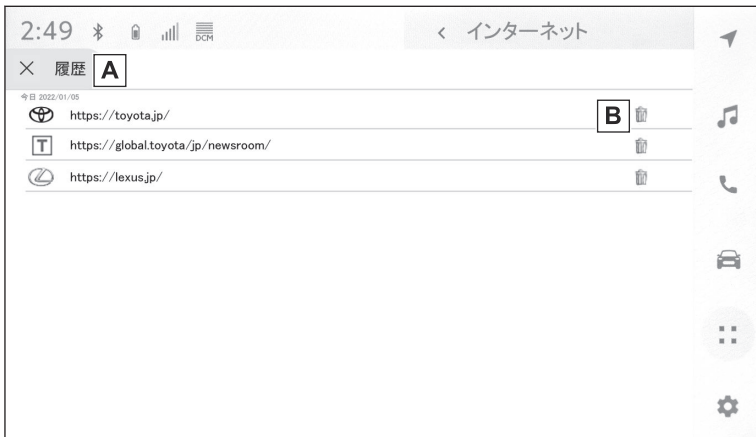 2:49 DCM インターネット
履歴 A
今日 2022/01/05
https://toyota.jp/ B
T https://global.toyota/jp/newsroom/
https://lexus.jp/